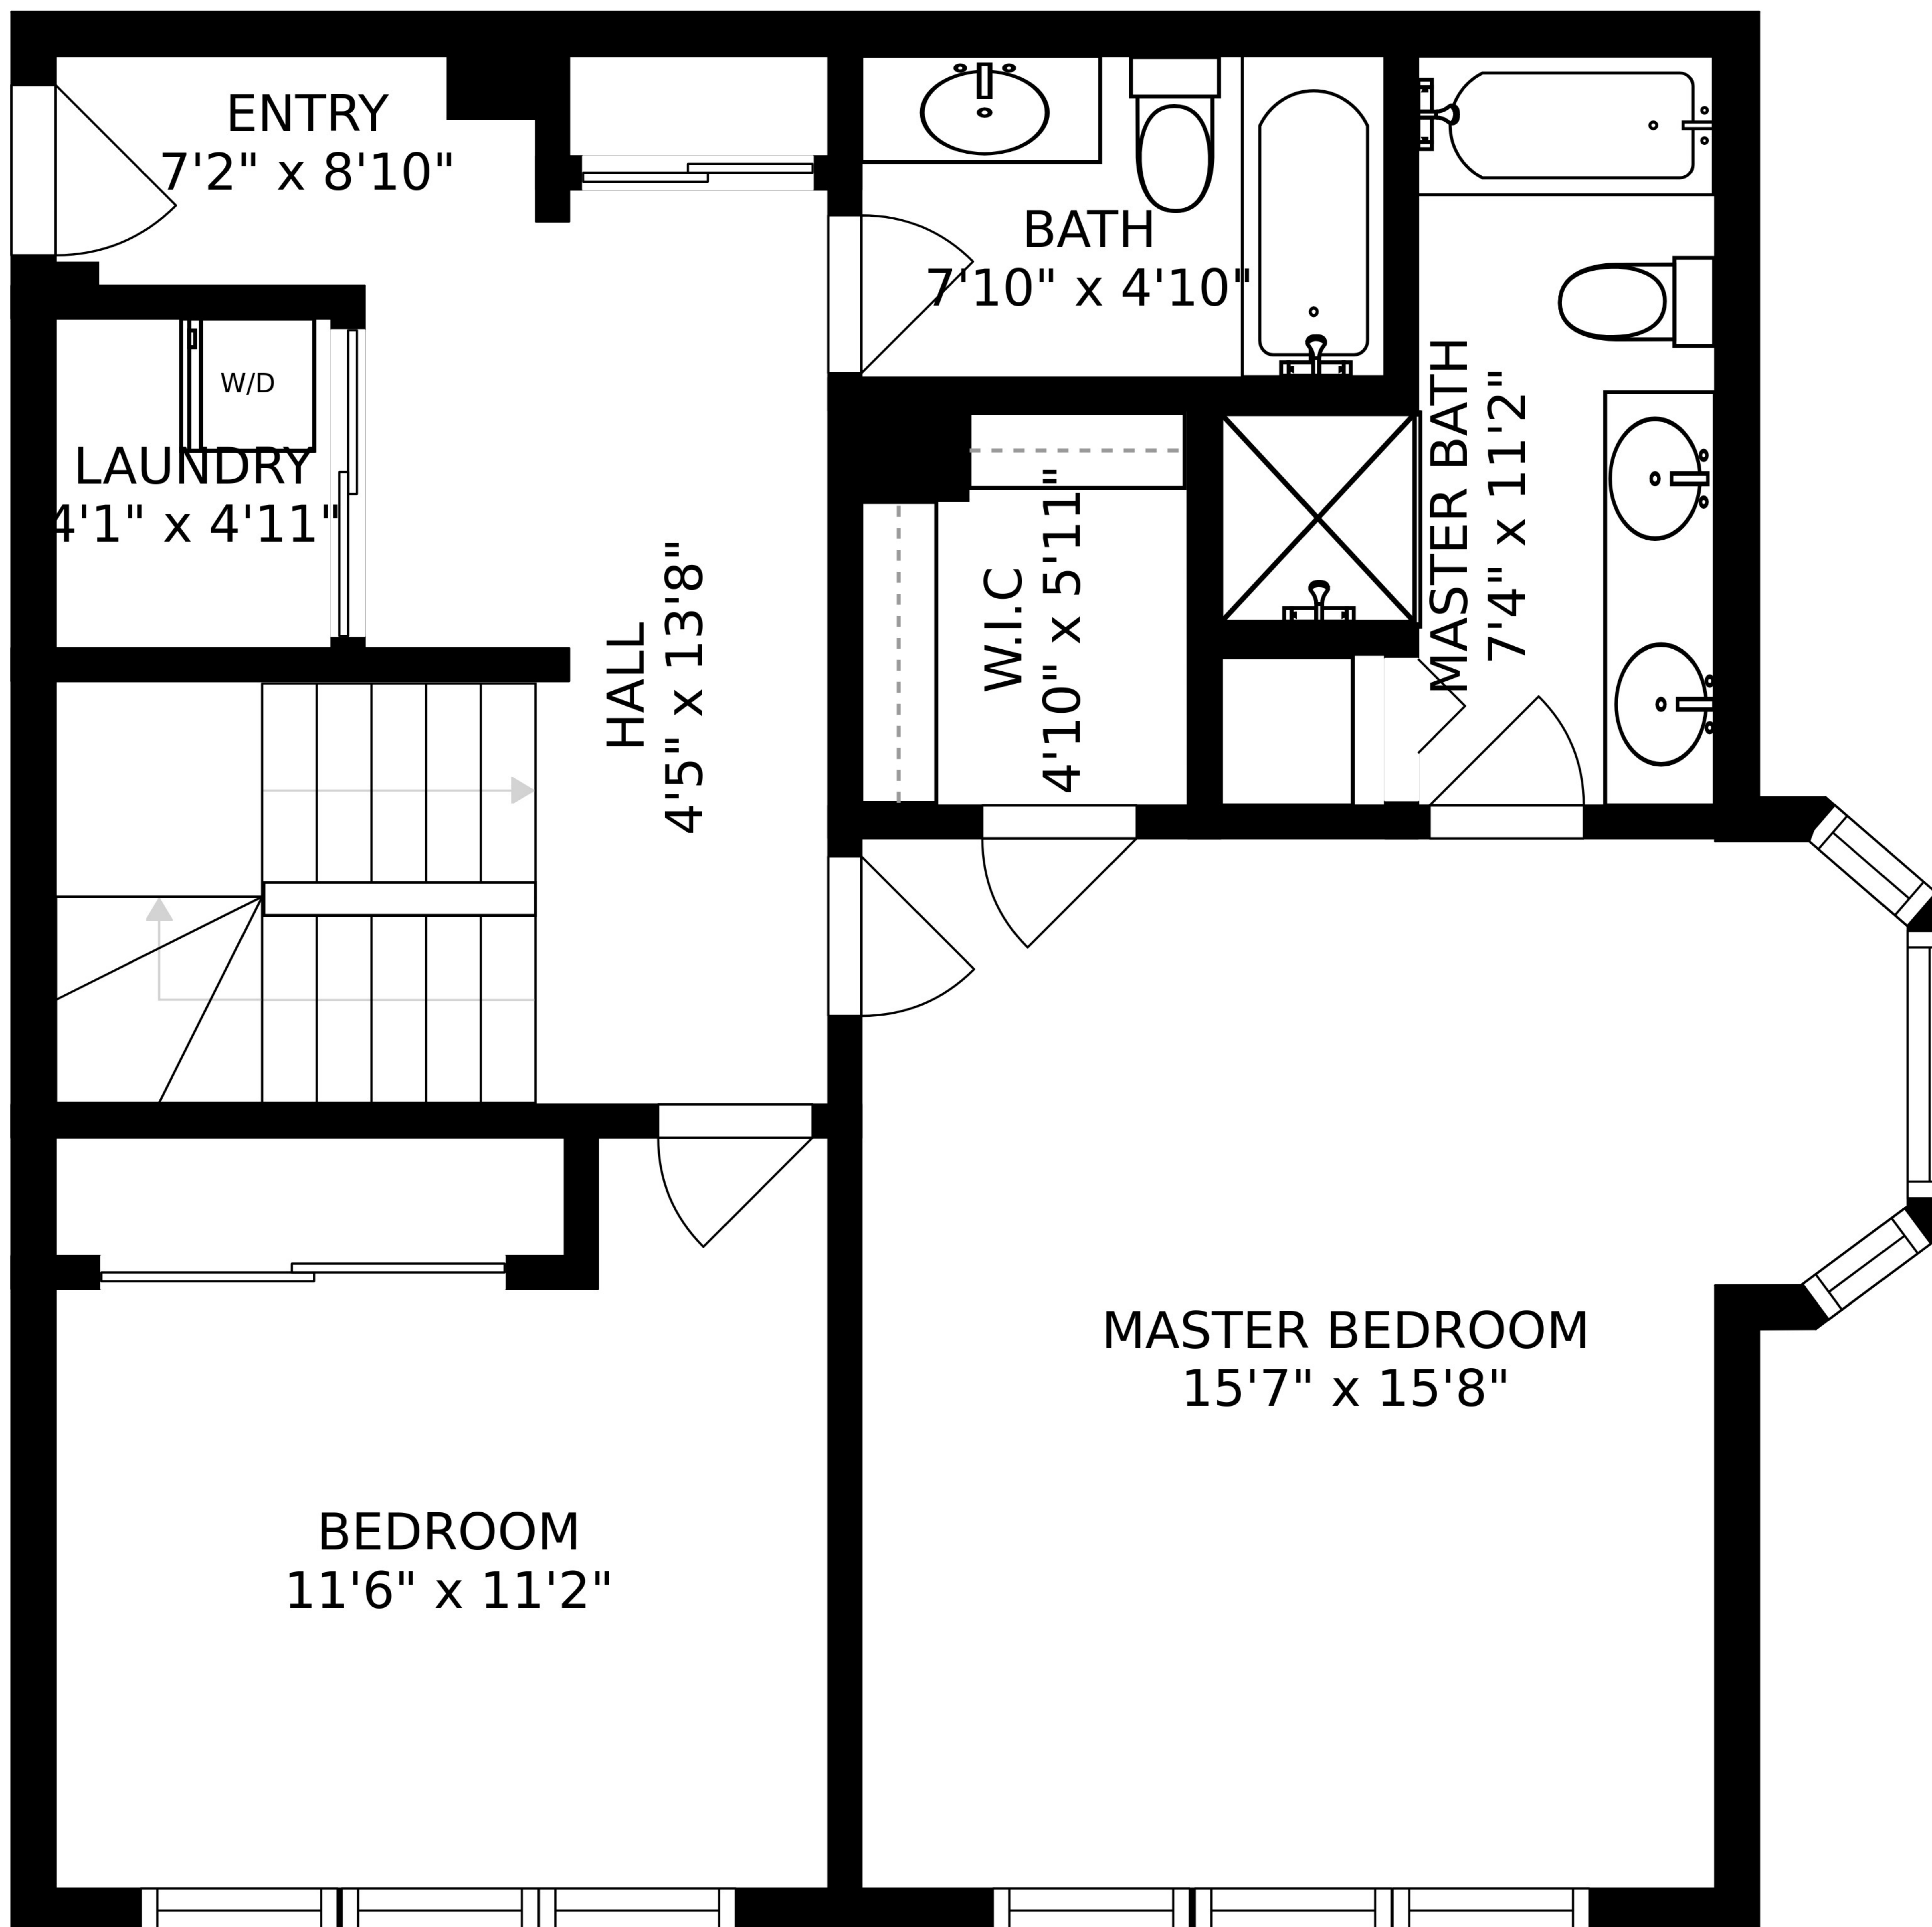 ENTRY
7'2" x 8'10"
BATH
7'10" x 4'10"
W/D
LAUNDRY
4'1" x 4'11"
HALL
4'5" x 13'8"
W.I.C
4'10" x 5'11"
MASTER BATH
7'4" x 11'2"
MASTER BEDROOM
15'7" x 15'8"
BEDROOM
11'6" x 11'2"